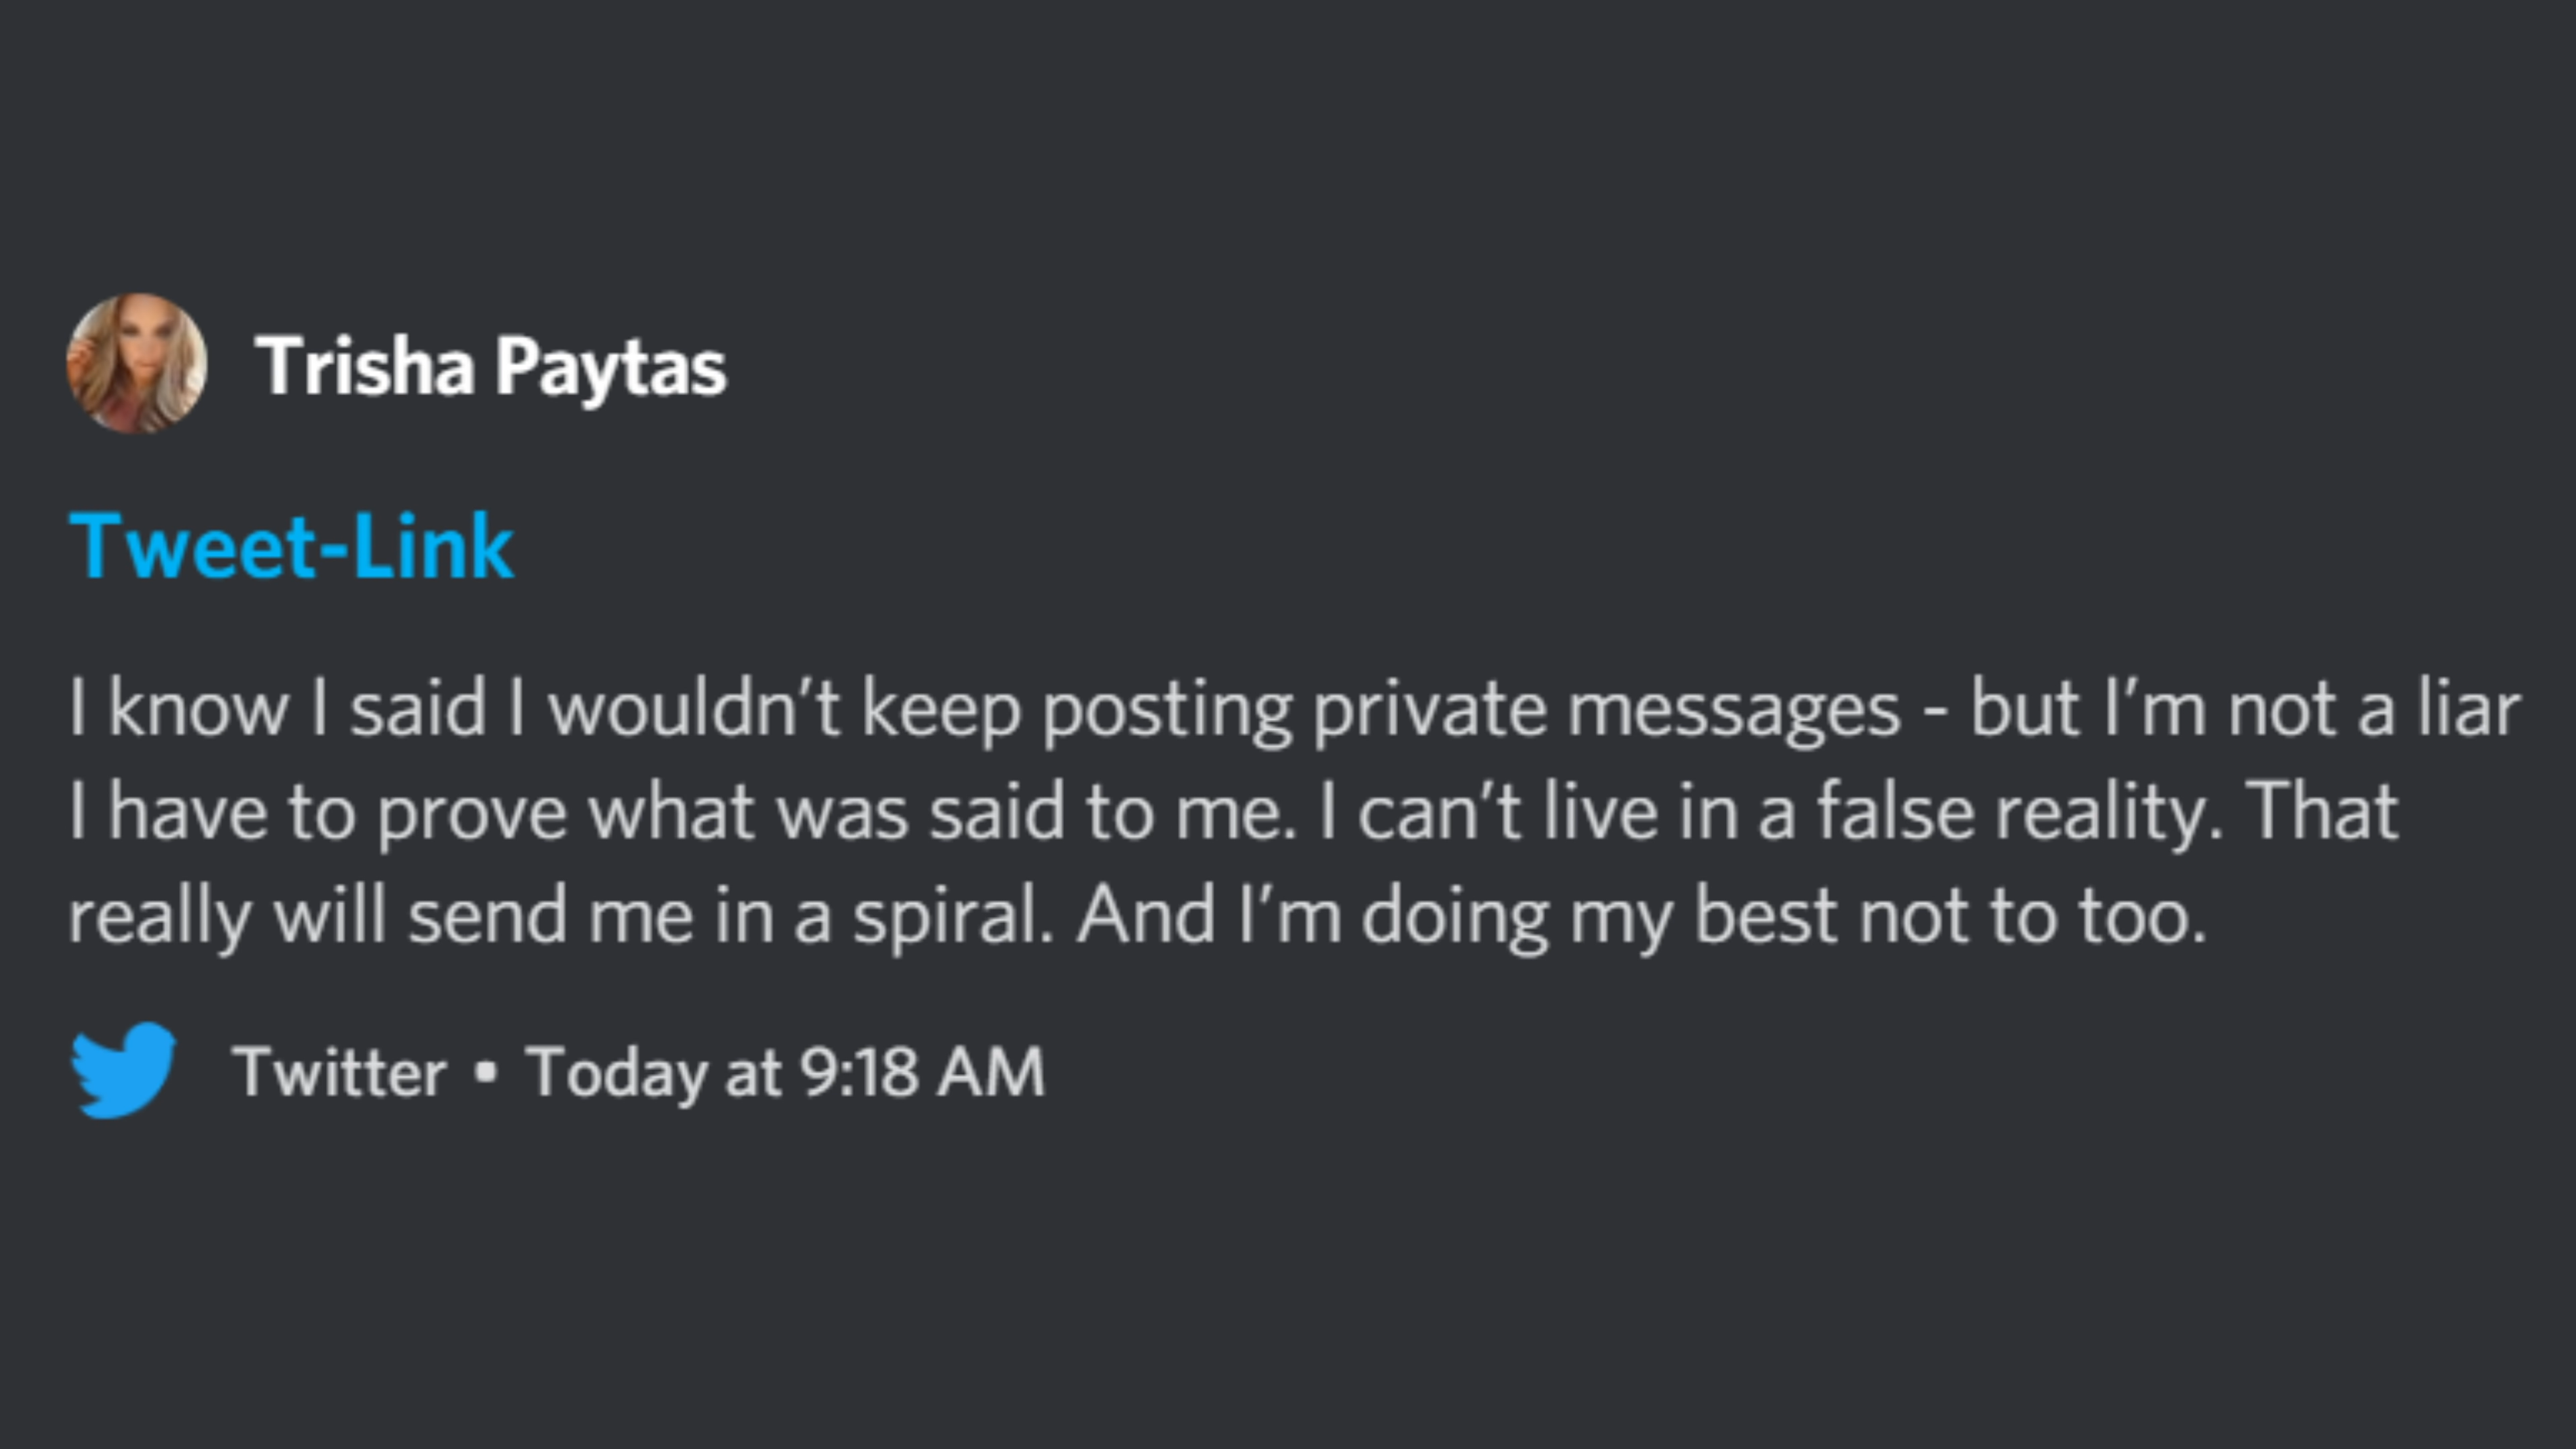 Trisha Paytas
Tweet-Link
I know I said I wouldn’t keep posting private messages - but I’m not a liar
I have to prove what was said to me. I can’t live in a false reality. That
really will send me in a spiral. And I’m doing my best not to too.
Twitter • Today at 9:18 AM